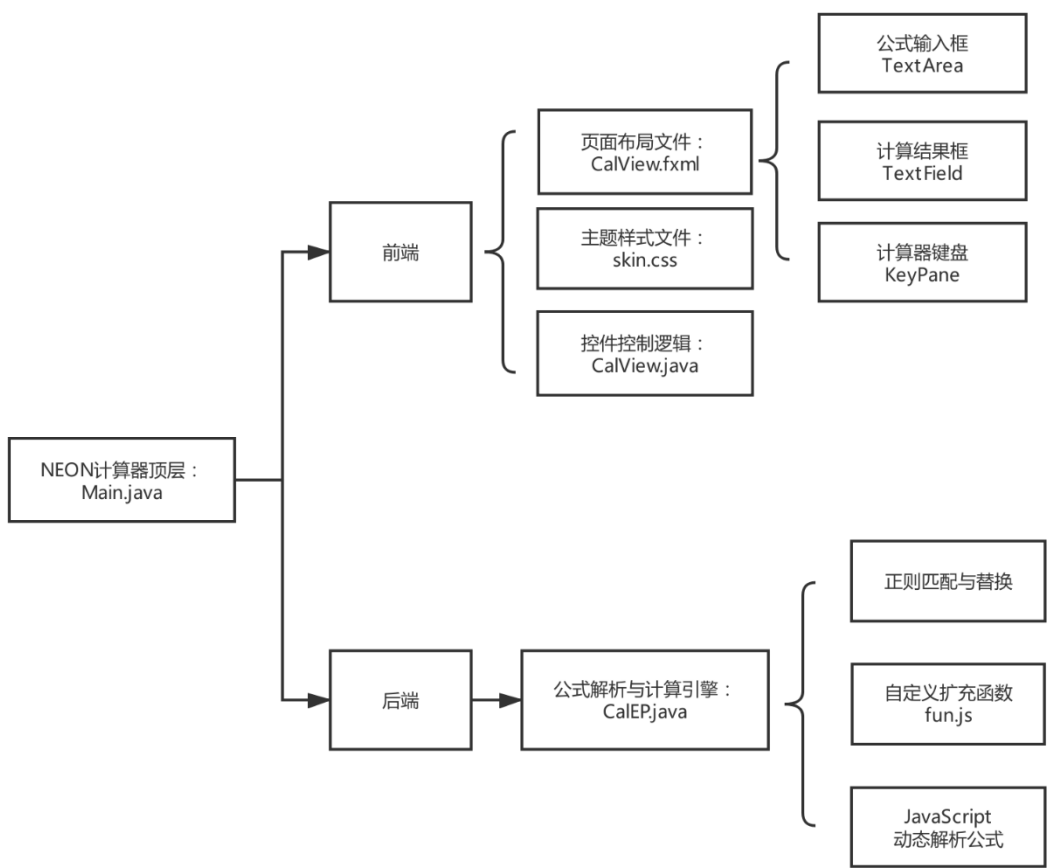 公式输入框
TextArea
页面布局文件：
CalView.fxml
计算结果框
TextField
前端
主题样式文件：
skin.css
计算器键盘
KeyPane
控件控制逻辑：
CalView.java
NEON计算器顶层：
Main.java
正则匹配与替换
后端
公式解析与计算引擎：
CalEP.java
自定义扩充函数
fun.js
JavaScript
动态解析公式